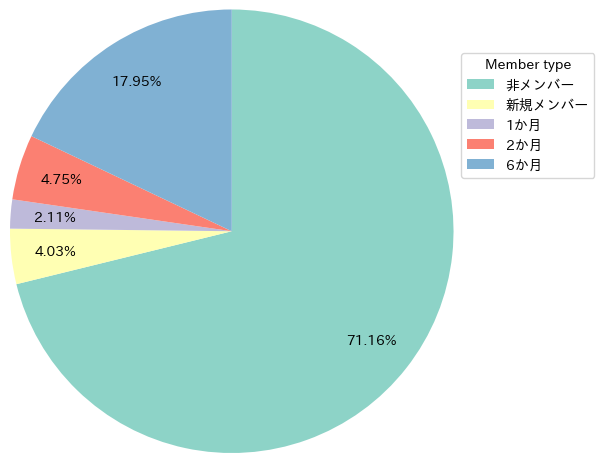 Member type
非メンバー
新規メンバー
1か月
2か月
6か月
17.95%
4.75%
2.11%
4.03%
71.16%